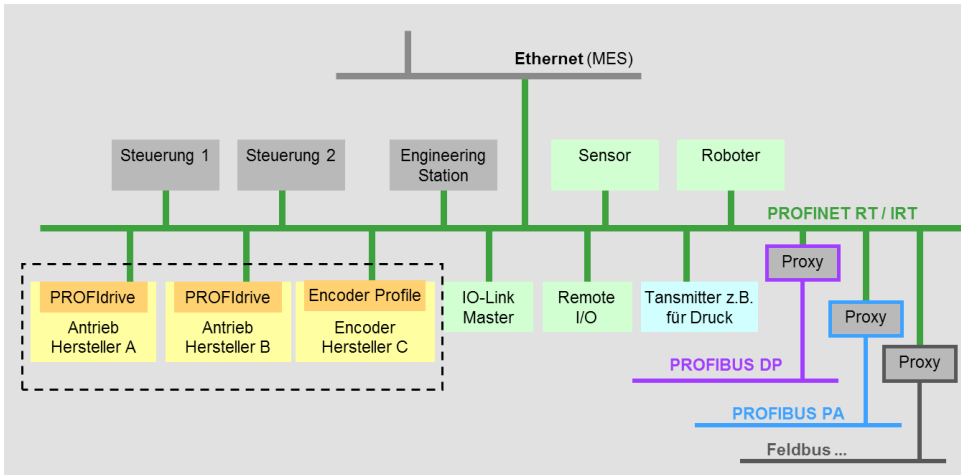 Ethernet (MES)
Steuerung 1
Steuerung 2
Engineering
Station
Sensor
Roboter
PROFINET RT / IRT
PROFIdrive
Antrieb
Hersteller A
PROFIdrive
Antrieb
Hersteller B
Encoder Profile
Encoder
Hersteller C
IO-Link
Master
Remote
I/O
Tansmitter z.B.
für Druck
Proxy
Proxy
Proxy
PROFIBUS DP
PROFIBUS PA
Feldbus ...